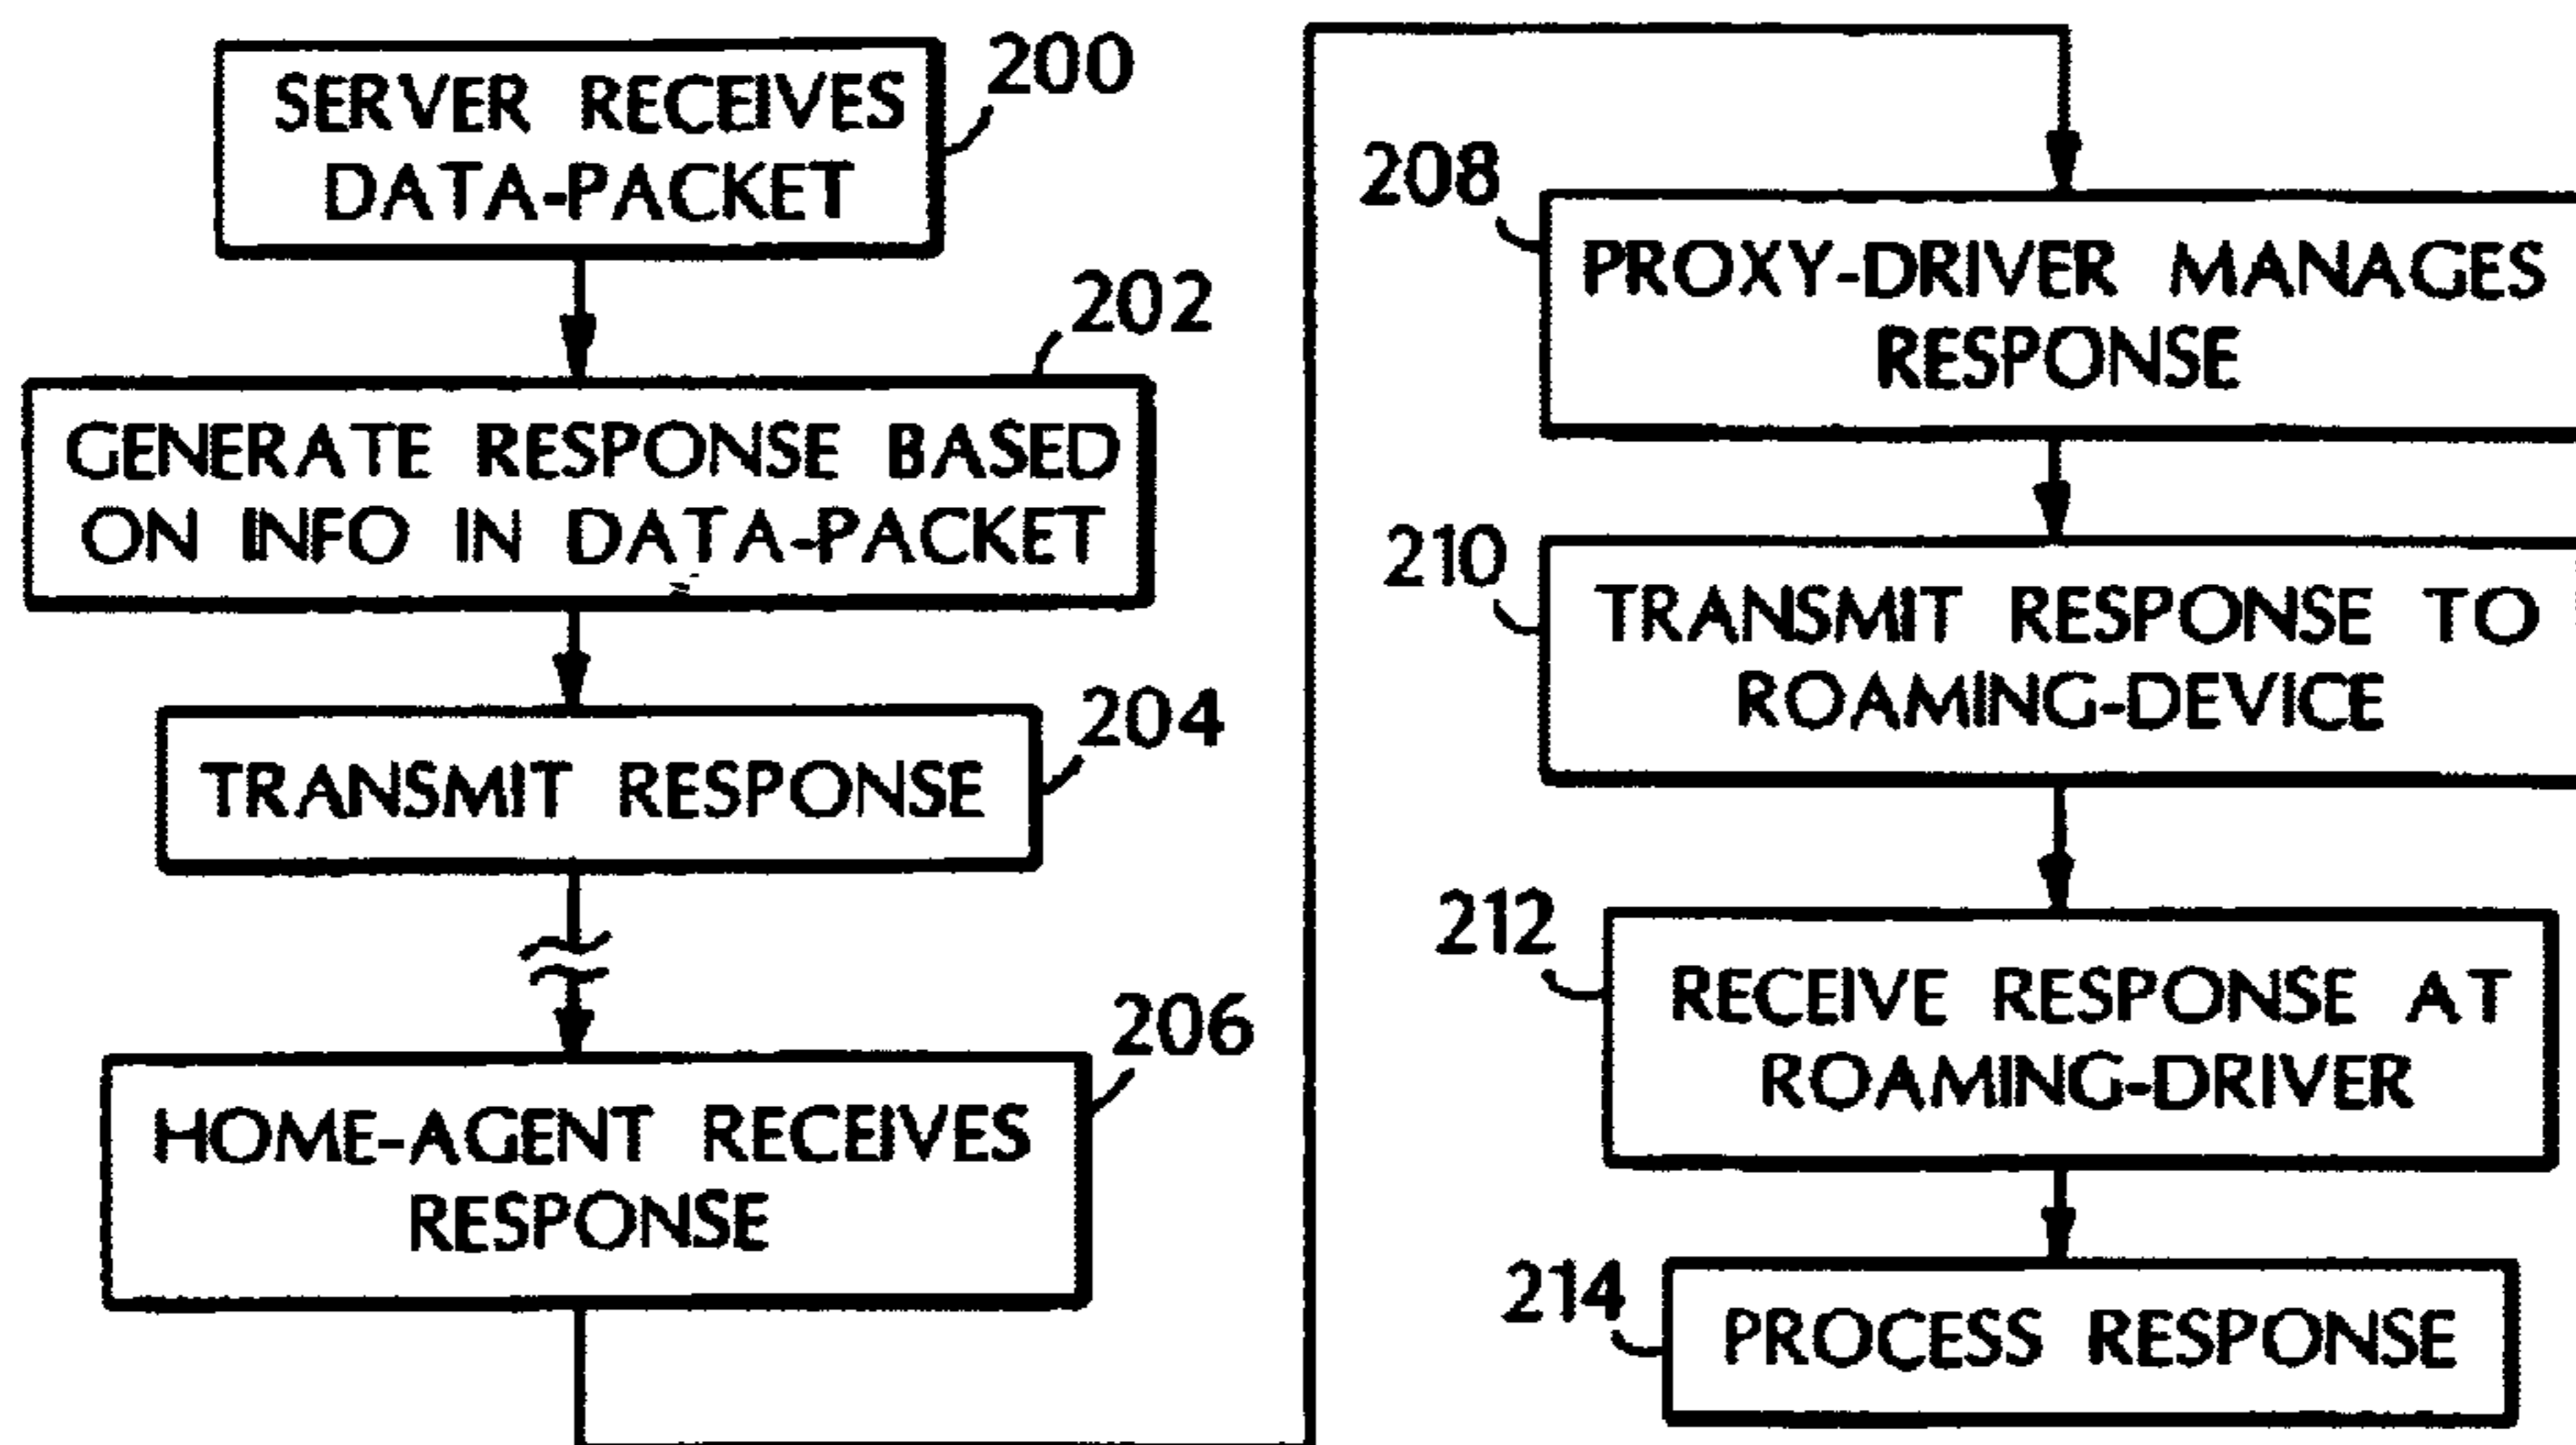 SERVER RECEIVES
DATA-PACKET
200
GENERATE RESPONSE BASED
ON INFO IN DATA-PACKET
202
TRANSMIT RESPONSE
204
HOME-AGENT RECEIVES
RESPONSE
206
208
PROXY-DRIVER MANAGES
RESPONSE
210
TRANSMIT RESPONSE TO
ROAMING-DEVICE
212
RECEIVE RESPONSE AT
ROAMING-DRIVER
214
PROCESS RESPONSE